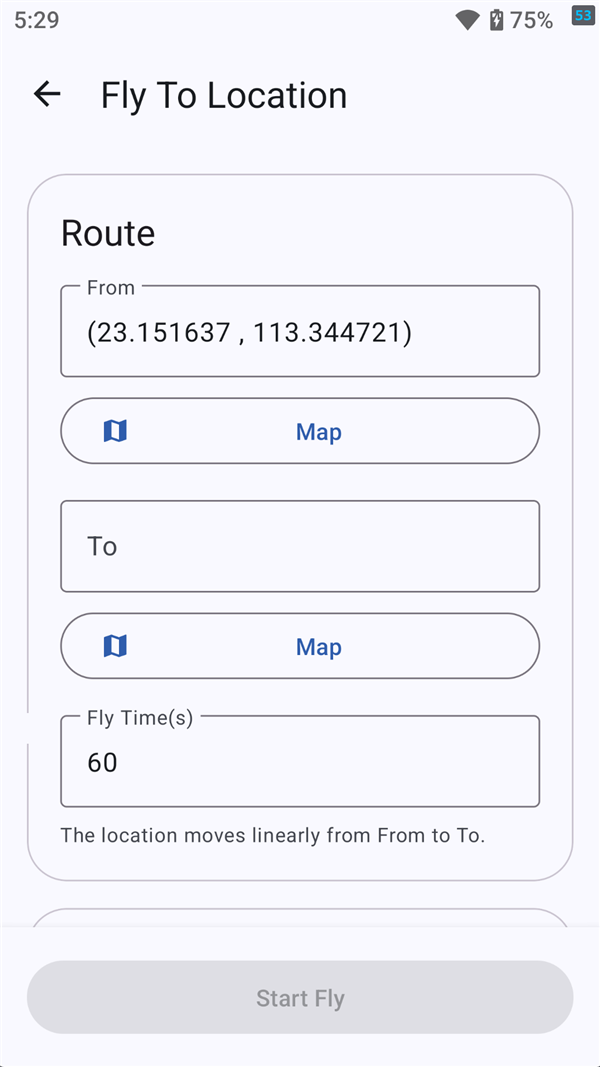 5:29
75%
53
Fly To Location
Route
From
(23.151637 , 113.344721)
Map
To
Map
Fly Time(s)
60
The location moves linearly from From to To.
Start Fly